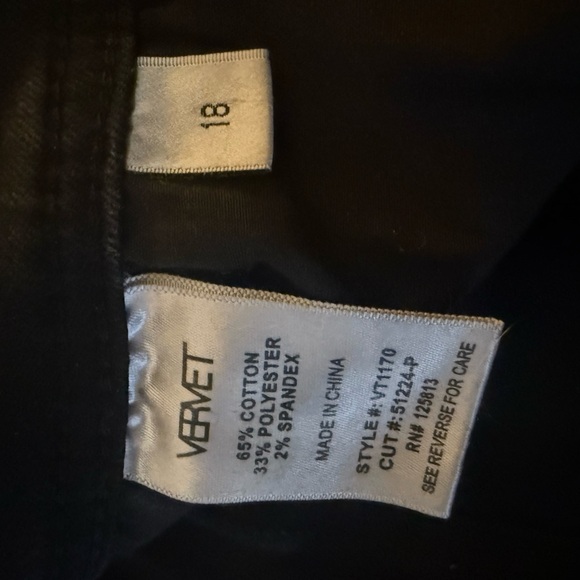 18
VERVET
65% COTTON
33% POLYESTER
2% SPANDEX
MADE IN CHINA
STYLE #: VT1170
CUT #: 51224-P
RN# 125813
SEE REVERSE FOR CARE